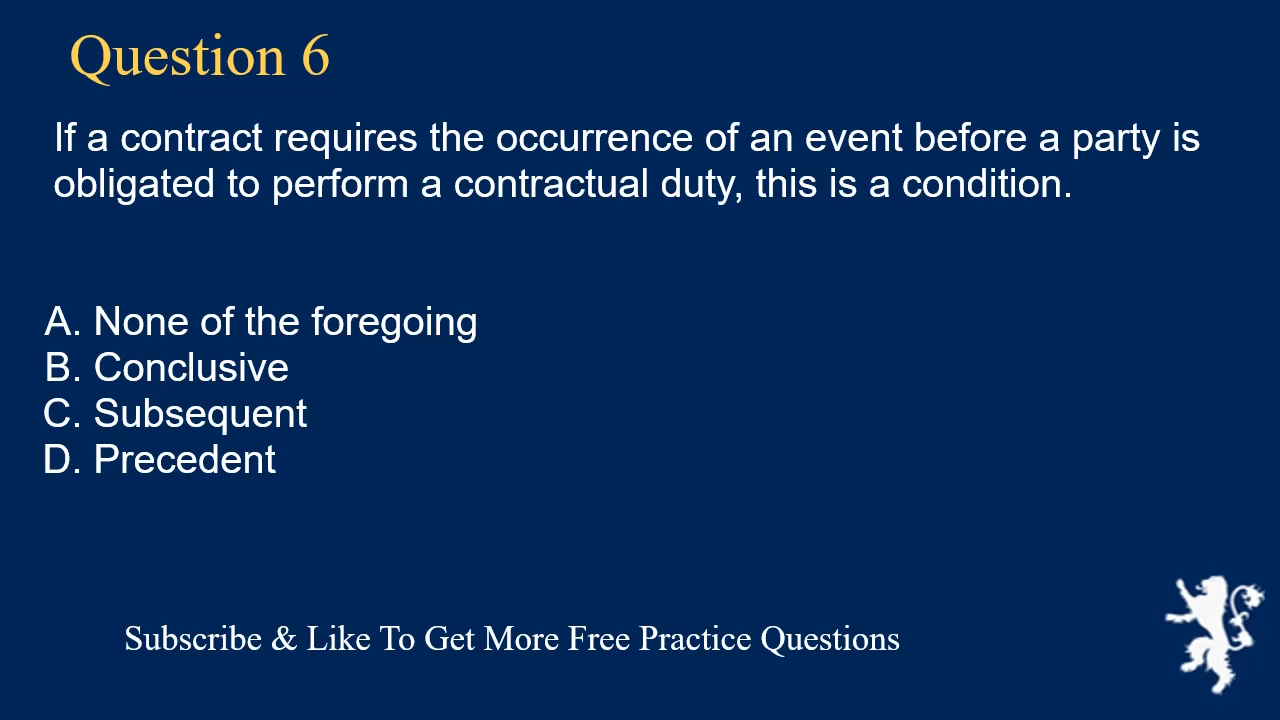 Question 6
If a contract requires the occurrence of an event before a party is
obligated to perform a contractual duty, this is a condition.
A. None of the foregoing
B. Conclusive
C. Subsequent
D. Precedent
Subscribe & Like To Get More Free Practice Questions